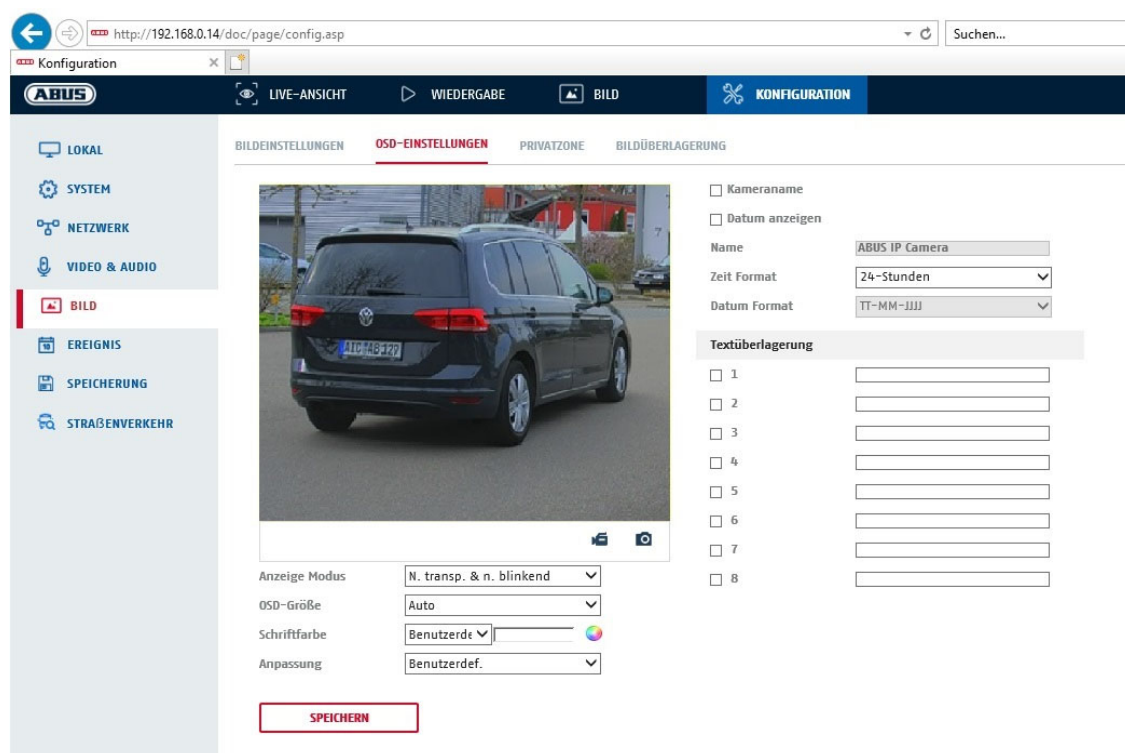 http://192.168.0.14/doc/page/config.asp
Suchen...
Konfiguration
ABUS
LIVE-ANSICHT
WIEDERGABE
BILD
KONFIGURATION
LOKAL
SYSTEM
NETZWERK
VIDEO & AUDIO
BILD
EREIGNIS
SPEICHERUNG
STRAßENVERKEHR
BILDEINSTELLUNGEN
OSD-EINSTELLUNGEN
PRIVATZONE
BILDÜBERLAGERUNG
AIC AB 129
Anzeige Modus
N. transp. & n. blinkend
OSD-Größe
Auto
Schriftfarbe
Benutzerde
Anpassung
Benutzerdef.
SPEICHERN
Kameraname
Datum anzeigen
Name
ABUS IP Camera
Zeit Format
24-Stunden
Datum Format
TT-MM-JJJJ
Textüberlagerung
1
2
3
4
5
6
7
8